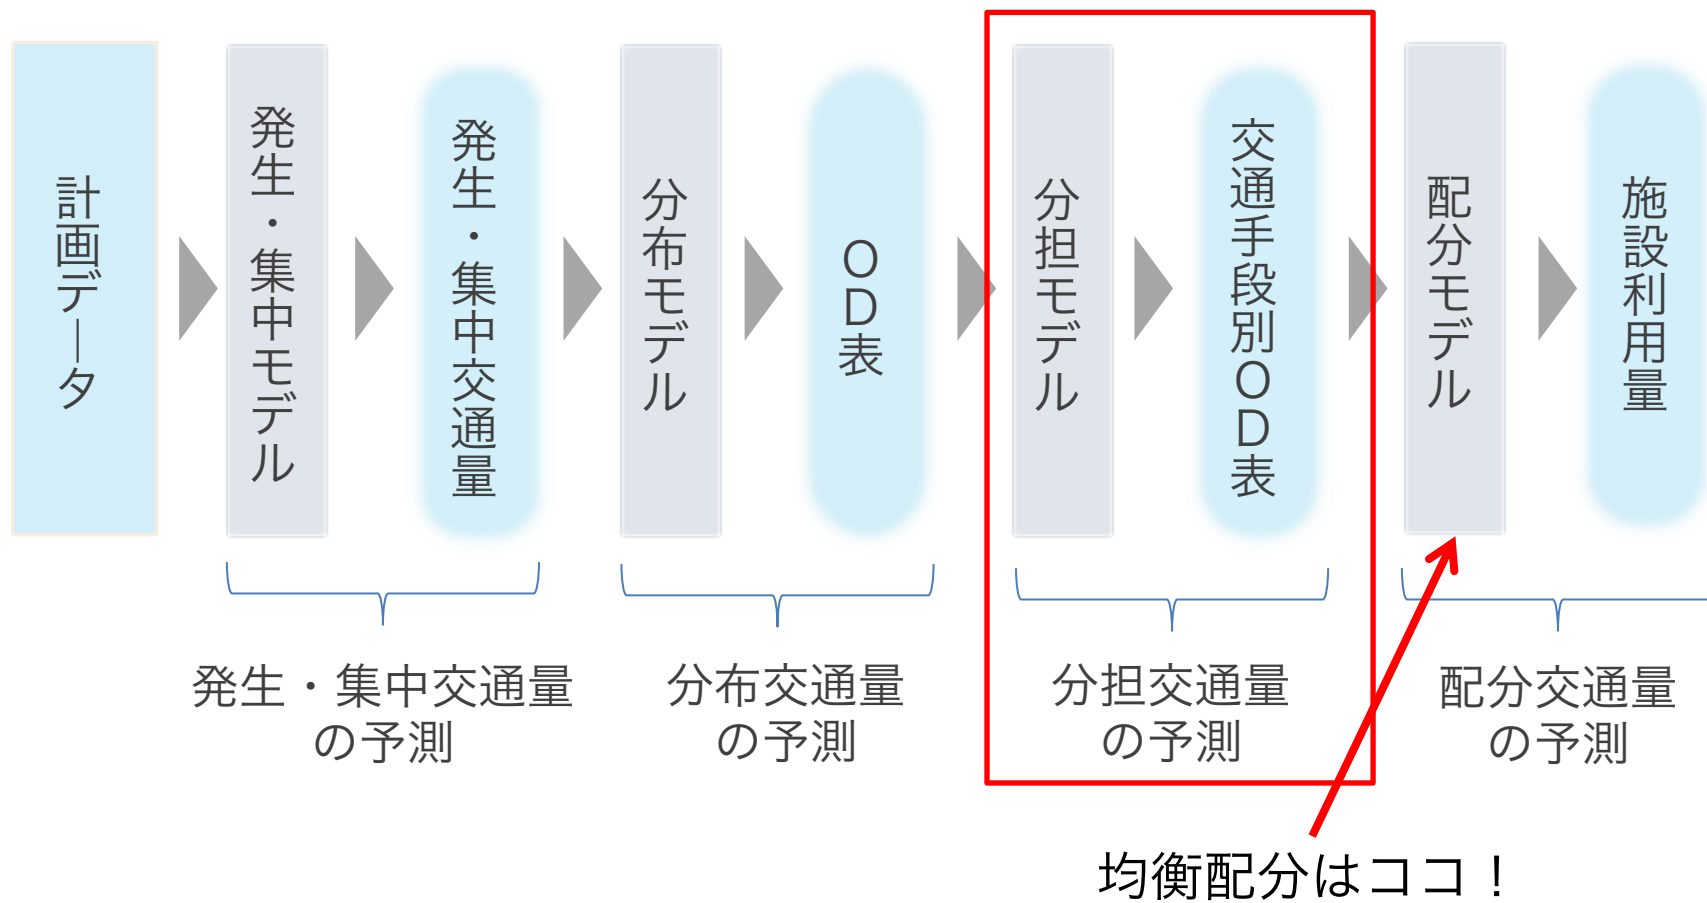 計画データ
発生・集中モデル
発生・集中交通量
分布モデル
ＯＤ表
分担モデル
交通手段別ＯＤ表
配分モデル
施設利用量
発生・集中交通量
の予測
分布交通量
の予測
分担交通量
の予測
配分交通量
の予測
均衡配分はココ！